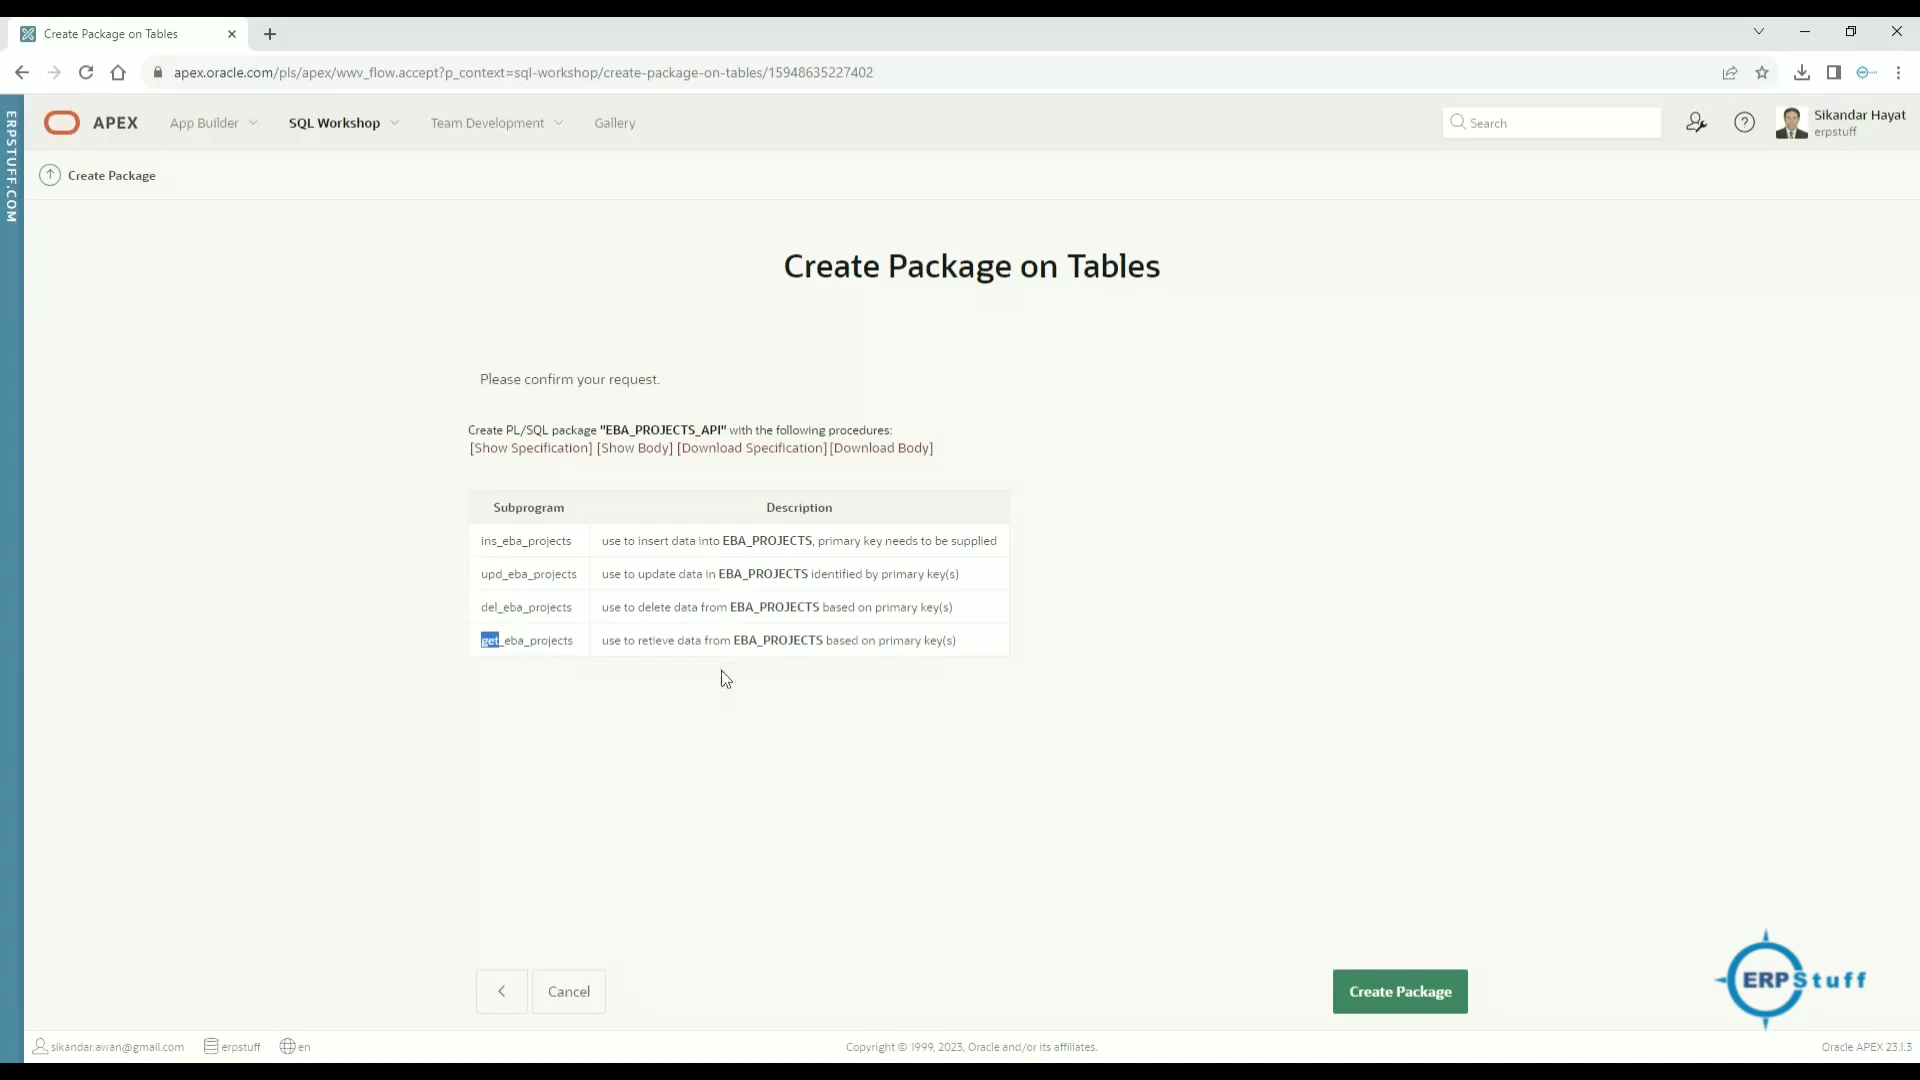 Create Package on Tables
apex.oracle.com/pls/apex/wwv_flow.accept?p_context=sql-workshop/create-package-on-tables/15948635227402
ERPSTUFF.COM
APEX
App Builder
SQL Workshop
Team Development
Gallery
Search
Sikandar Hayat
erpstuff
Create Package
Create Package on Tables
Please confirm your request.
Create PL/SQL package "EBA_PROJECTS_API" with the following procedures:
[Show Specification] [Show Body] [Download Specification][Download Body]
Subprogram Description
ins_eba_projects use to insert data into EBA_PROJECTS, primary key needs to be supplied
upd_eba_projects use to update data in EBA_PROJECTS identified by primary key(s)
del_eba_projects use to delete data from EBA_PROJECTS based on primary key(s)
get_eba_projects use to retieve data from EBA_PROJECTS based on primary key(s)
Cancel
Create Package
ERPStuff
sikandar.awan@gmail.com
erpstuff
en
Copyright © 1999, 2023, Oracle and/or its affiliates.
Oracle APEX 23.1.3